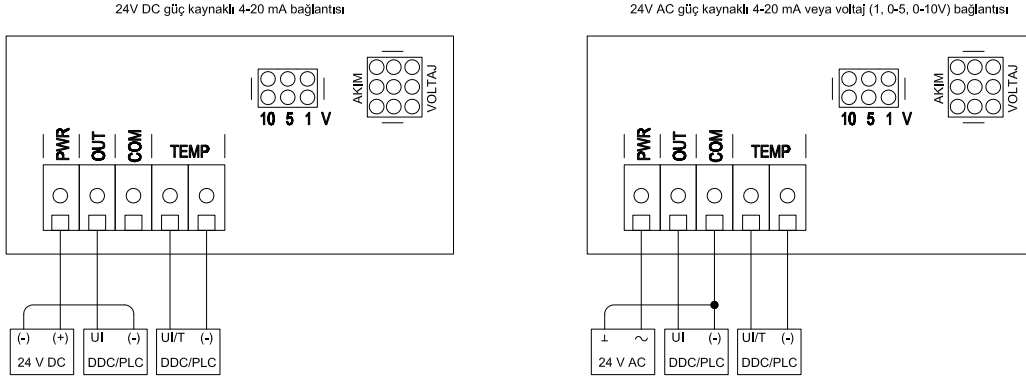 24V DC güç kaynaklı 4-20 mA bağlantısı
10 5 1 V
AKIM
VOLTAJ
PWR
OUT
COM
TEMP
(-) (+)
24 V DC
UI (-)
DDC/PLC
UI/T (-)
DDC/PLC
24V AC güç kaynaklı 4-20 mA veya voltaj (1, 0-5, 0-10V) bağlantısı
10 5 1 V
AKIM
VOLTAJ
PWR
OUT
COM
TEMP
24 V AC
UI (-)
DDC/PLC
UI/T (-)
DDC/PLC